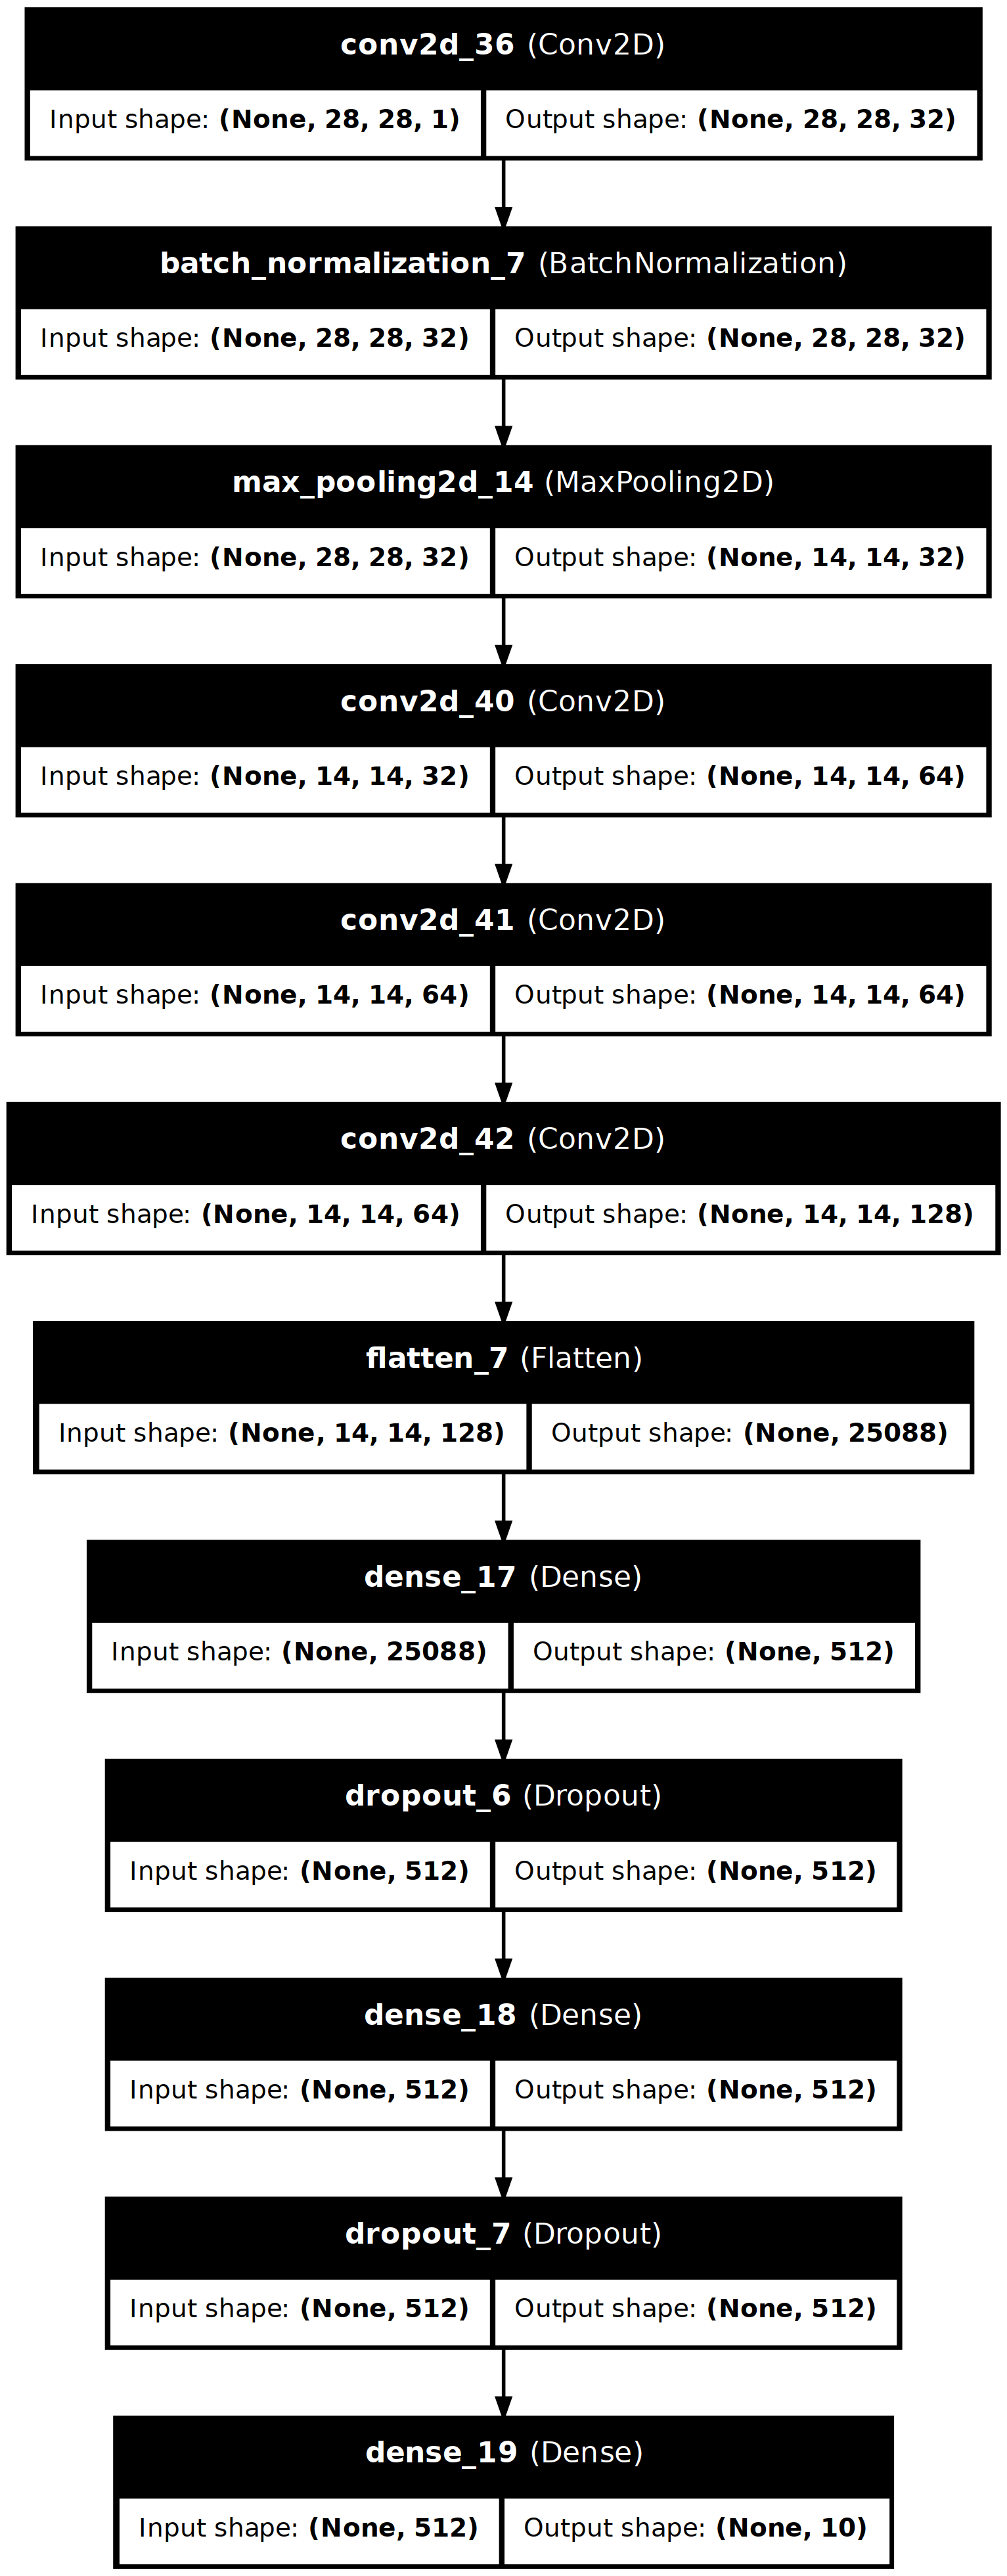 conv2d_36 (Conv2D)
Input shape: (None, 28, 28, 1) Output shape: (None, 28, 28, 32)
batch_normalization_7 (BatchNormalization)
Input shape: (None, 28, 28, 32) Output shape: (None, 28, 28, 32)
max_pooling2d_14 (MaxPooling2D)
Input shape: (None, 28, 28, 32) Output shape: (None, 14, 14, 32)
conv2d_40 (Conv2D)
Input shape: (None, 14, 14, 32) Output shape: (None, 14, 14, 64)
conv2d_41 (Conv2D)
Input shape: (None, 14, 14, 64) Output shape: (None, 14, 14, 64)
conv2d_42 (Conv2D)
Input shape: (None, 14, 14, 64) Output shape: (None, 14, 14, 128)
flatten_7 (Flatten)
Input shape: (None, 14, 14, 128) Output shape: (None, 25088)
dense_17 (Dense)
Input shape: (None, 25088) Output shape: (None, 512)
dropout_6 (Dropout)
Input shape: (None, 512) Output shape: (None, 512)
dense_18 (Dense)
Input shape: (None, 512) Output shape: (None, 512)
dropout_7 (Dropout)
Input shape: (None, 512) Output shape: (None, 512)
dense_19 (Dense)
Input shape: (None, 512) Output shape: (None, 10)